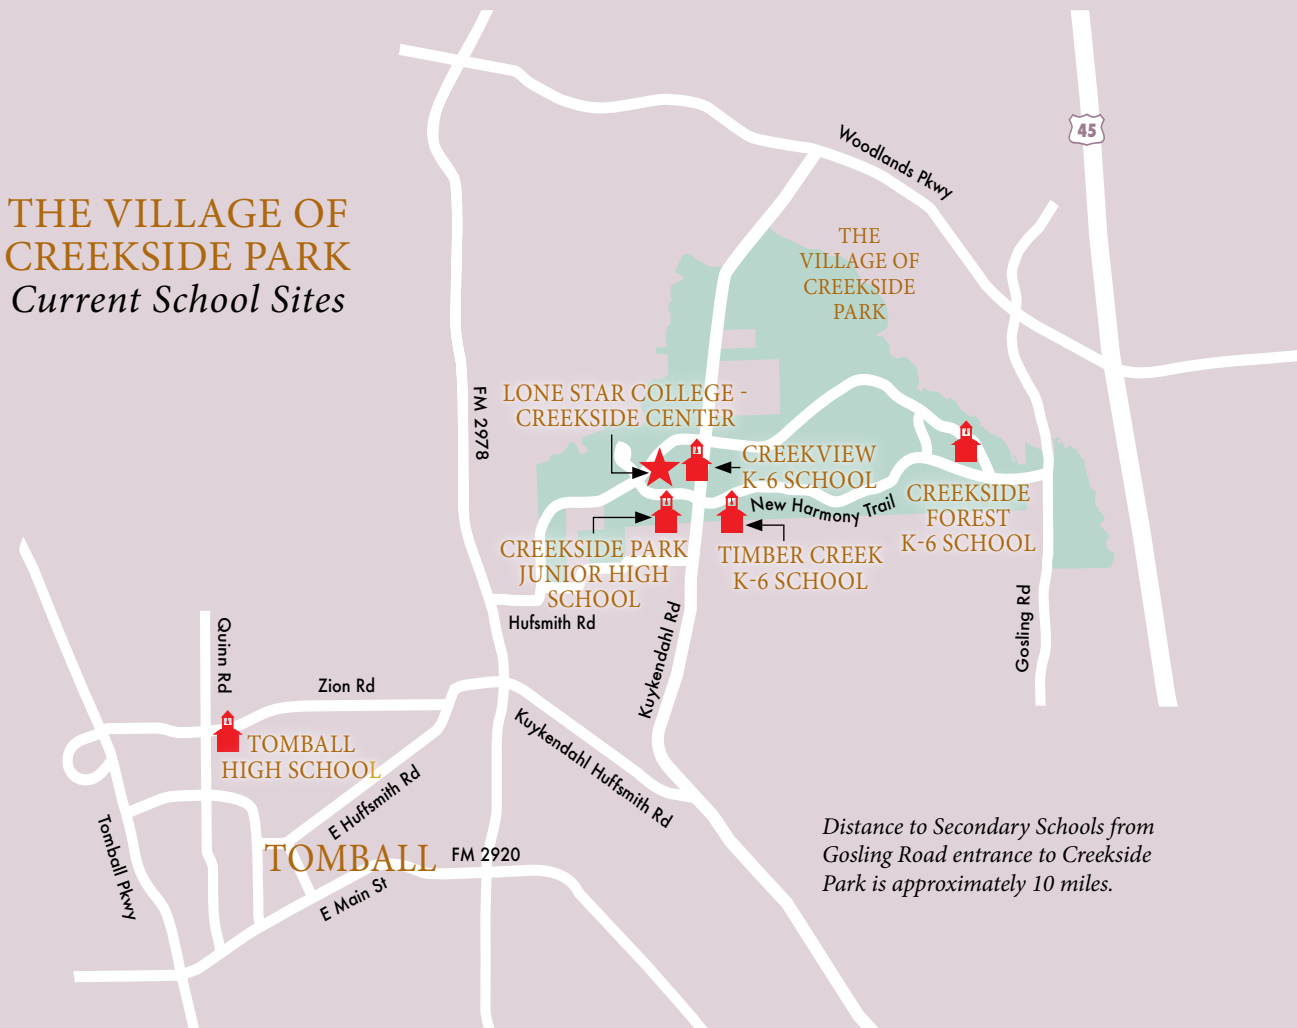 THE VILLAGE OF
CREEKSIDE PARK
Current School Sites
Woodlands Pkwy
45
THE
VILLAGE OF
CREEKSIDE
PARK
FM 2978
LONE STAR COLLEGE -
CREEKSIDE CENTER
CREEKVIEW
K-6 SCHOOL
New Harmony Trail
CREEKSIDE
FOREST
K-6 SCHOOL
CREEKSIDE PARK
JUNIOR HIGH
SCHOOL
TIMBER CREEK
K-6 SCHOOL
Hufsmith Rd
Kuykendahl Rd
Gosling Rd
Quinn Rd
Zion Rd
TOMBALL
HIGH SCHOOL
Kuykendahl Huffsmith Rd
E Huffsmith Rd
Tomball Pkwy
TOMBALL
FM 2920
E Main St
Distance to Secondary Schools from
Gosling Road entrance to Creekside
Park is approximately 10 miles.